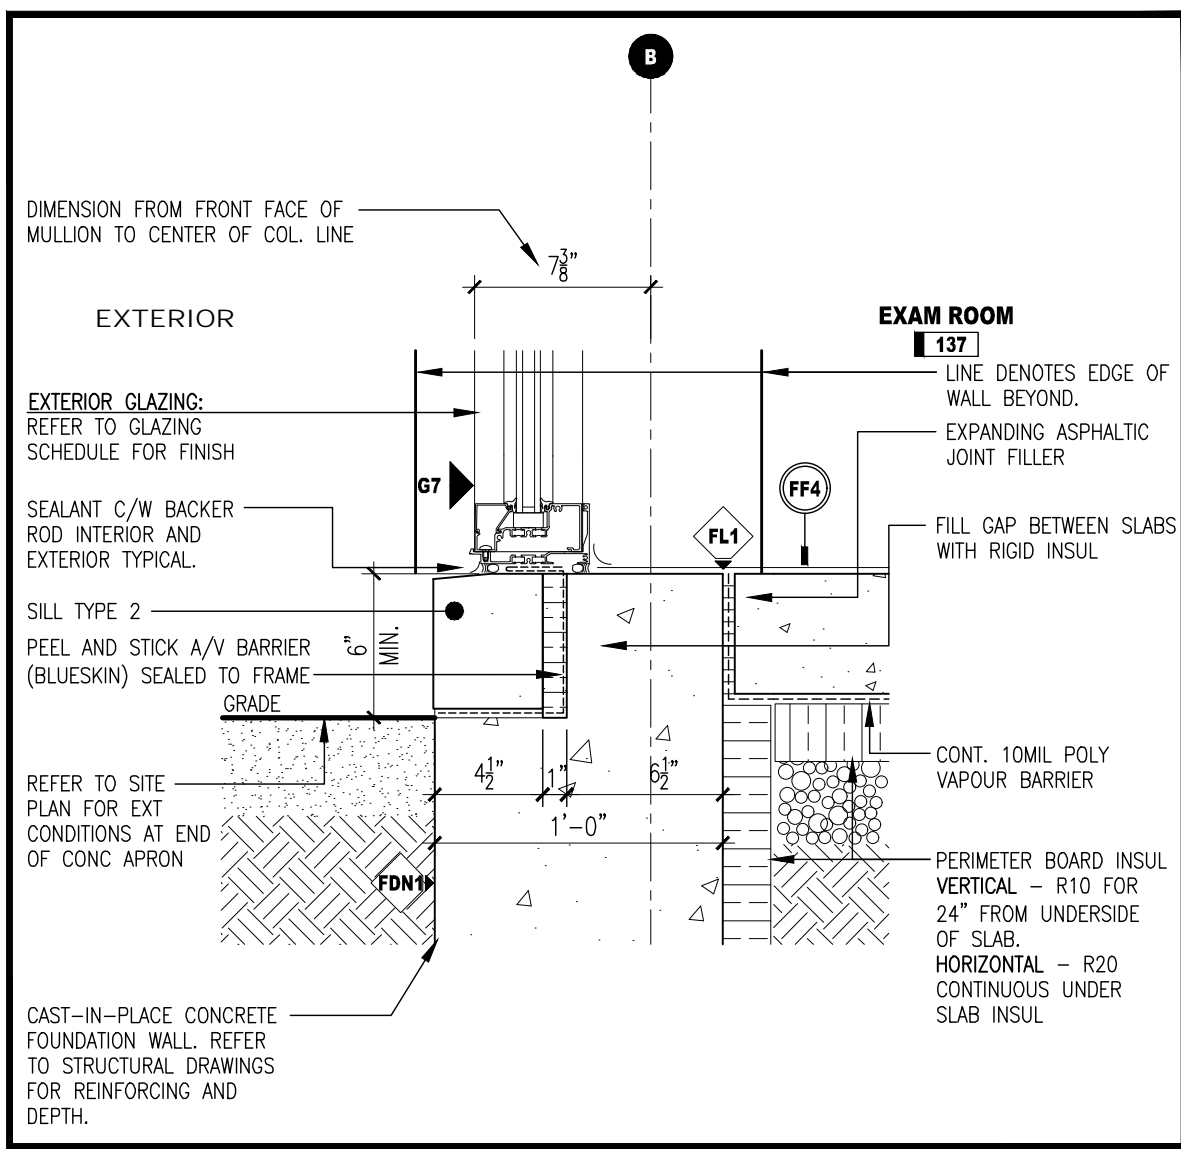 B
DIMENSION FROM FRONT FACE OF
MULLION TO CENTER OF COL. LINE
7 3/8"
EXTERIOR
EXAM ROOM
137
LINE DENOTES EDGE OF
WALL BEYOND.
EXTERIOR GLAZING:
REFER TO GLAZING
SCHEDULE FOR FINISH
EXPANDING ASPHALTIC
JOINT FILLER
G7
FF4
SEALANT C/W BACKER
ROD INTERIOR AND
EXTERIOR TYPICAL.
FL1
FILL GAP BETWEEN SLABS
WITH RIGID INSUL
SILL TYPE 2
6"
MIN.
PEEL AND STICK A/V BARRIER
(BLUESKIN) SEALED TO FRAME
GRADE
4 1/2"
1"
6 1/2"
1'-0"
CONT. 10MIL POLY
VAPOUR BARRIER
REFER TO SITE
PLAN FOR EXT
CONDITIONS AT END
OF CONC APRON
FDN1
PERIMETER BOARD INSUL
VERTICAL – R10 FOR
24" FROM UNDERSIDE
OF SLAB.
HORIZONTAL – R20
CONTINUOUS UNDER
SLAB INSUL
CAST–IN–PLACE CONCRETE
FOUNDATION WALL. REFER
TO STRUCTURAL DRAWINGS
FOR REINFORCING AND
DEPTH.